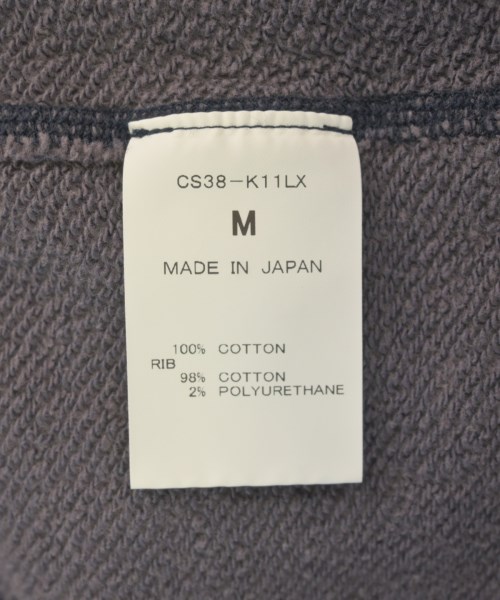 CS38-K11LX
M
MADE IN JAPAN
100% COTTON
RIB
98% COTTON
2% POLYURETHANE